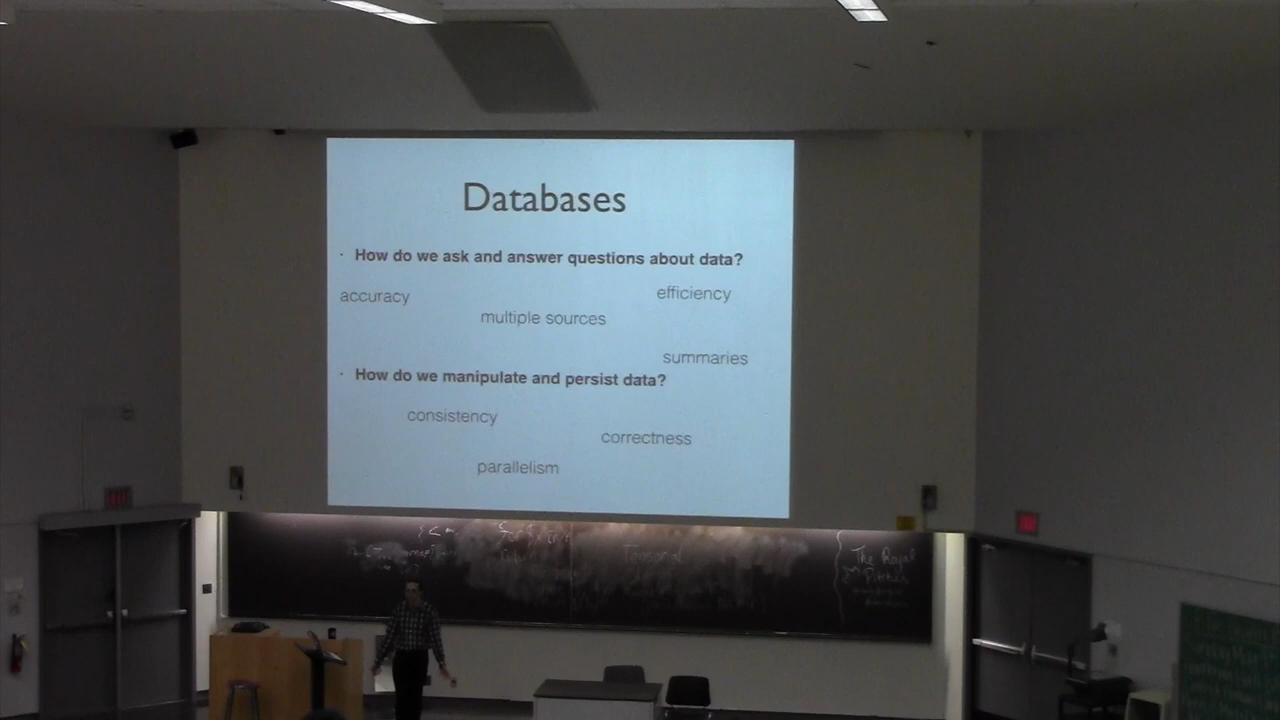 Databases
· How do we ask and answer questions about data?
accuracy
efficiency
multiple sources
summaries
· How do we manipulate and persist data?
consistency
correctness
parallelism
The Royal